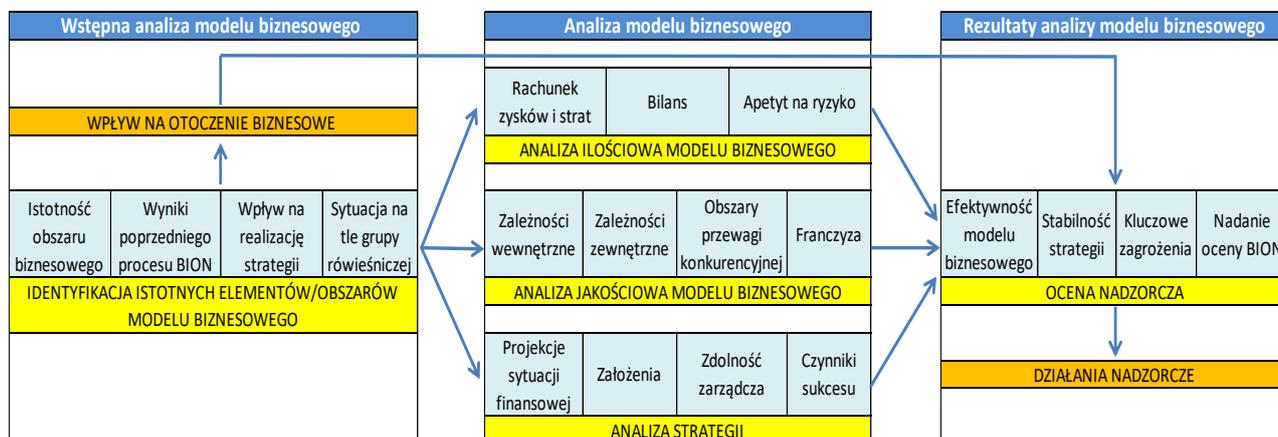 Wstępna analiza modelu biznesowego
WPŁYW NA OTOCZENIE BIZNESOWE
Istotność
obszaru
biznesowego
Wyniki
poprzedniego
procesu BION
Wpływ na
realizację
strategii
Sytuacja na
tle grupy
rówieśniczej
IDENTYFIKACJA ISTOTNYCH ELEMENTÓW/OBSZARÓW
MODELU BIZNESOWEGO
Analiza modelu biznesowego
Rachunek
zysków i strat
Bilans
Apetyt na ryzyko
ANALIZA ILOŚCIOWA MODELU BIZNESOWEGO
Zależności
wewnętrzne
Zależności
zewnętrzne
Obszary
przewagi
konkurencyjnej
Franczyza
ANALIZA JAKOŚCIOWA MODELU BIZNESOWEGO
Projekcje
sytuacji
finansowej
Założenia
Zdolność
zarządcza
Czynniki
sukcesu
ANALIZA STRATEGII
Rezultaty analizy modelu biznesowego
Efektywność
modelu
biznesowego
Stabilność
strategii
Kluczowe
zagrożenia
Nadanie
oceny BION
OCENA NADZORCZA
DZIAŁANIA NADZORCZE